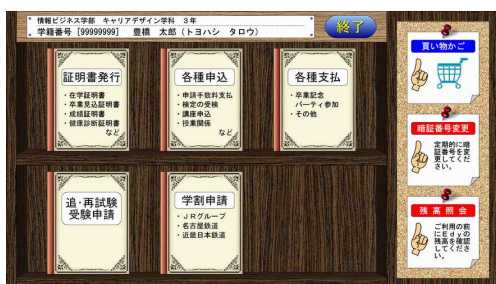 情報ビジネス学部 キャリアデザイン学科 3年
学籍番号 [99999999] 豊橋 太郎 (トヨハシ タロウ)
終了
証明書発行
・在学証明書
・卒業見込証明書
・成績証明書
・健康診断証明書
など
各種申込
・申請手数料支払
・検定の受検
・講座申込
・授業関係
など
各種支払
・卒業記念
パーティ参加
・その他
追・再試験
受験申請
学割申請
・JRグループ
・名古屋鉄道
・近畿日本鉄道
買い物かご
暗証番号変更
定期的に暗
証番号を変
更してくだ
さい。
残高照会
ご利用の前
にEdyの
残高を確認
してくださ
い。